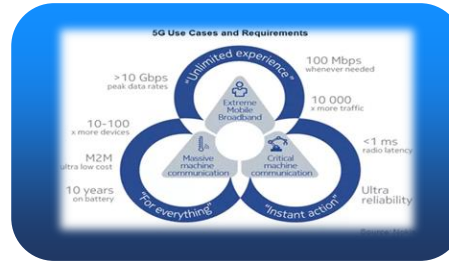 5G Use Cases and Requirements
"Unlimited experience"
>10 Gbps
peak data rates
100 Mbps
whenever needed
Extreme
Mobile
Broadband
10 000
x more traffic
10-100
x more devices
<1 ms
radio latency
Massive
machine
communication
Critical
machine
communication
M2M
ultra low cost
Ultra
reliability
10 years
on battery
"For everything"
"Instant action"